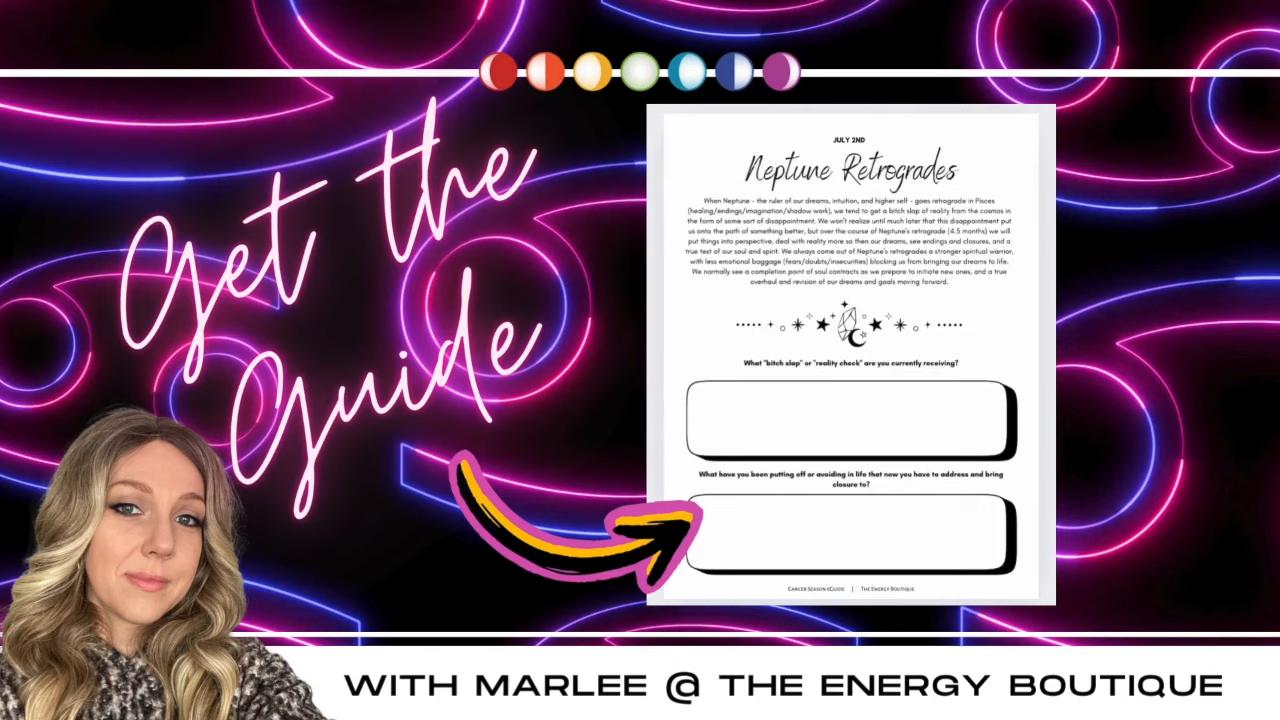 Get the
Guide
JULY 2ND
Neptune Retrogrades
When Neptune - the ruler of our dreams, intuition, and higher self - goes retrograde in Pisces
(healing/endings/imagination/shadow work), we tend to get a bitch slap of reality from the cosmos in
the form of some sort of disappointment. We won't realize until much later that this disappointment put
us onto the path of something better, but over the course of Neptune's retrograde (4.5 months) we will
put things into perspective, deal with reality more so then our dreams, see endings and closures, and a
true test of our soul and spirit. We always come out of Neptune's retrogrades a stronger spiritual warrior,
with less emotional baggage (fears/doubts/insecurities) blocking us from bringing our dreams to life.
We normally see a completion point of soul contracts as we prepare to initiate new ones, and a true
overhaul and revision of our dreams and goals moving forward.
What "bitch slap" or "reality check" are you currently receiving?
What have you been putting off or avoiding in life that now you have to address and bring
closure to?
Cancer Season eGuide | The Energy Boutique
WITH MARLEE @ THE ENERGY BOUTIQUE